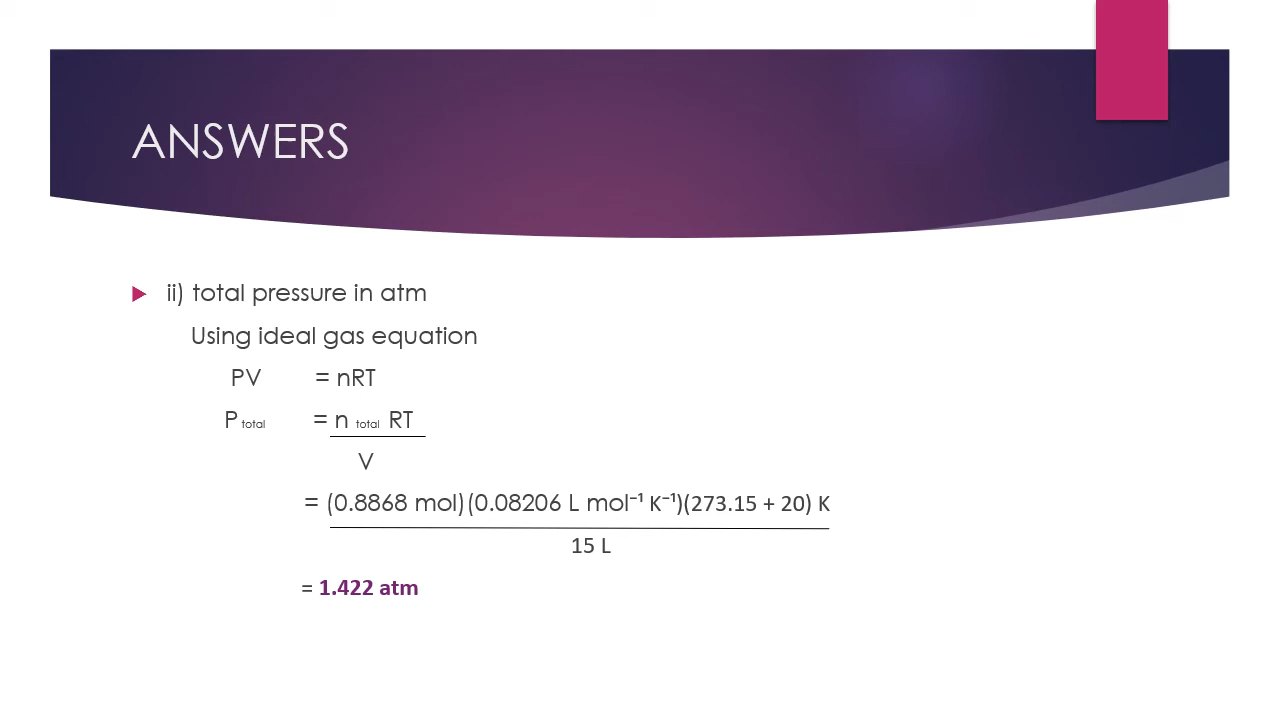 ANSWERS
ii) total pressure in atm
Using ideal gas equation
PV = nRT
P total = n total RT
V
= (0.8868 mol)(0.08206 L mol⁻¹ K⁻¹)(273.15 + 20) K
15 L
= 1.422 atm